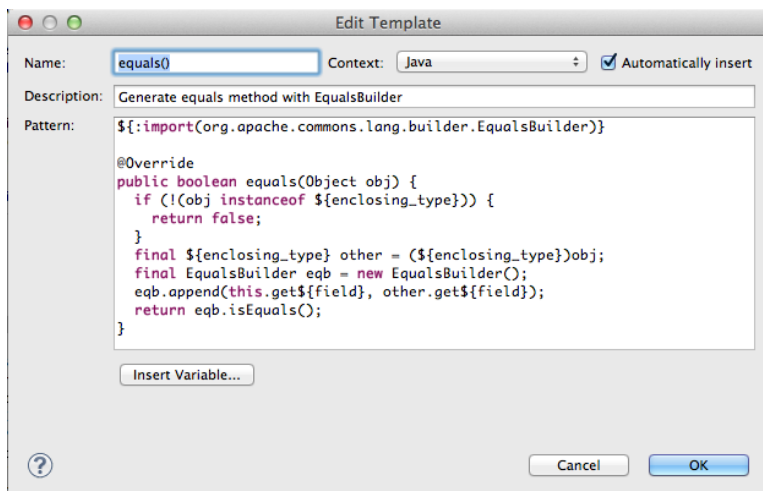 Edit Template
Name: equals() Context: Java Automatically insert
Description: Generate equals method with EqualsBuilder
Pattern: ${:import(org.apache.commons.lang.builder.EqualsBuilder)}
@Override
public boolean equals(Object obj) {
if (!(obj instanceof ${enclosing_type})) {
return false;
}
final ${enclosing_type} other = (${enclosing_type})obj;
final EqualsBuilder eqb = new EqualsBuilder();
eqb.append(this.get${field}, other.get${field});
return eqb.isEquals();
}
Insert Variable...
? Cancel OK